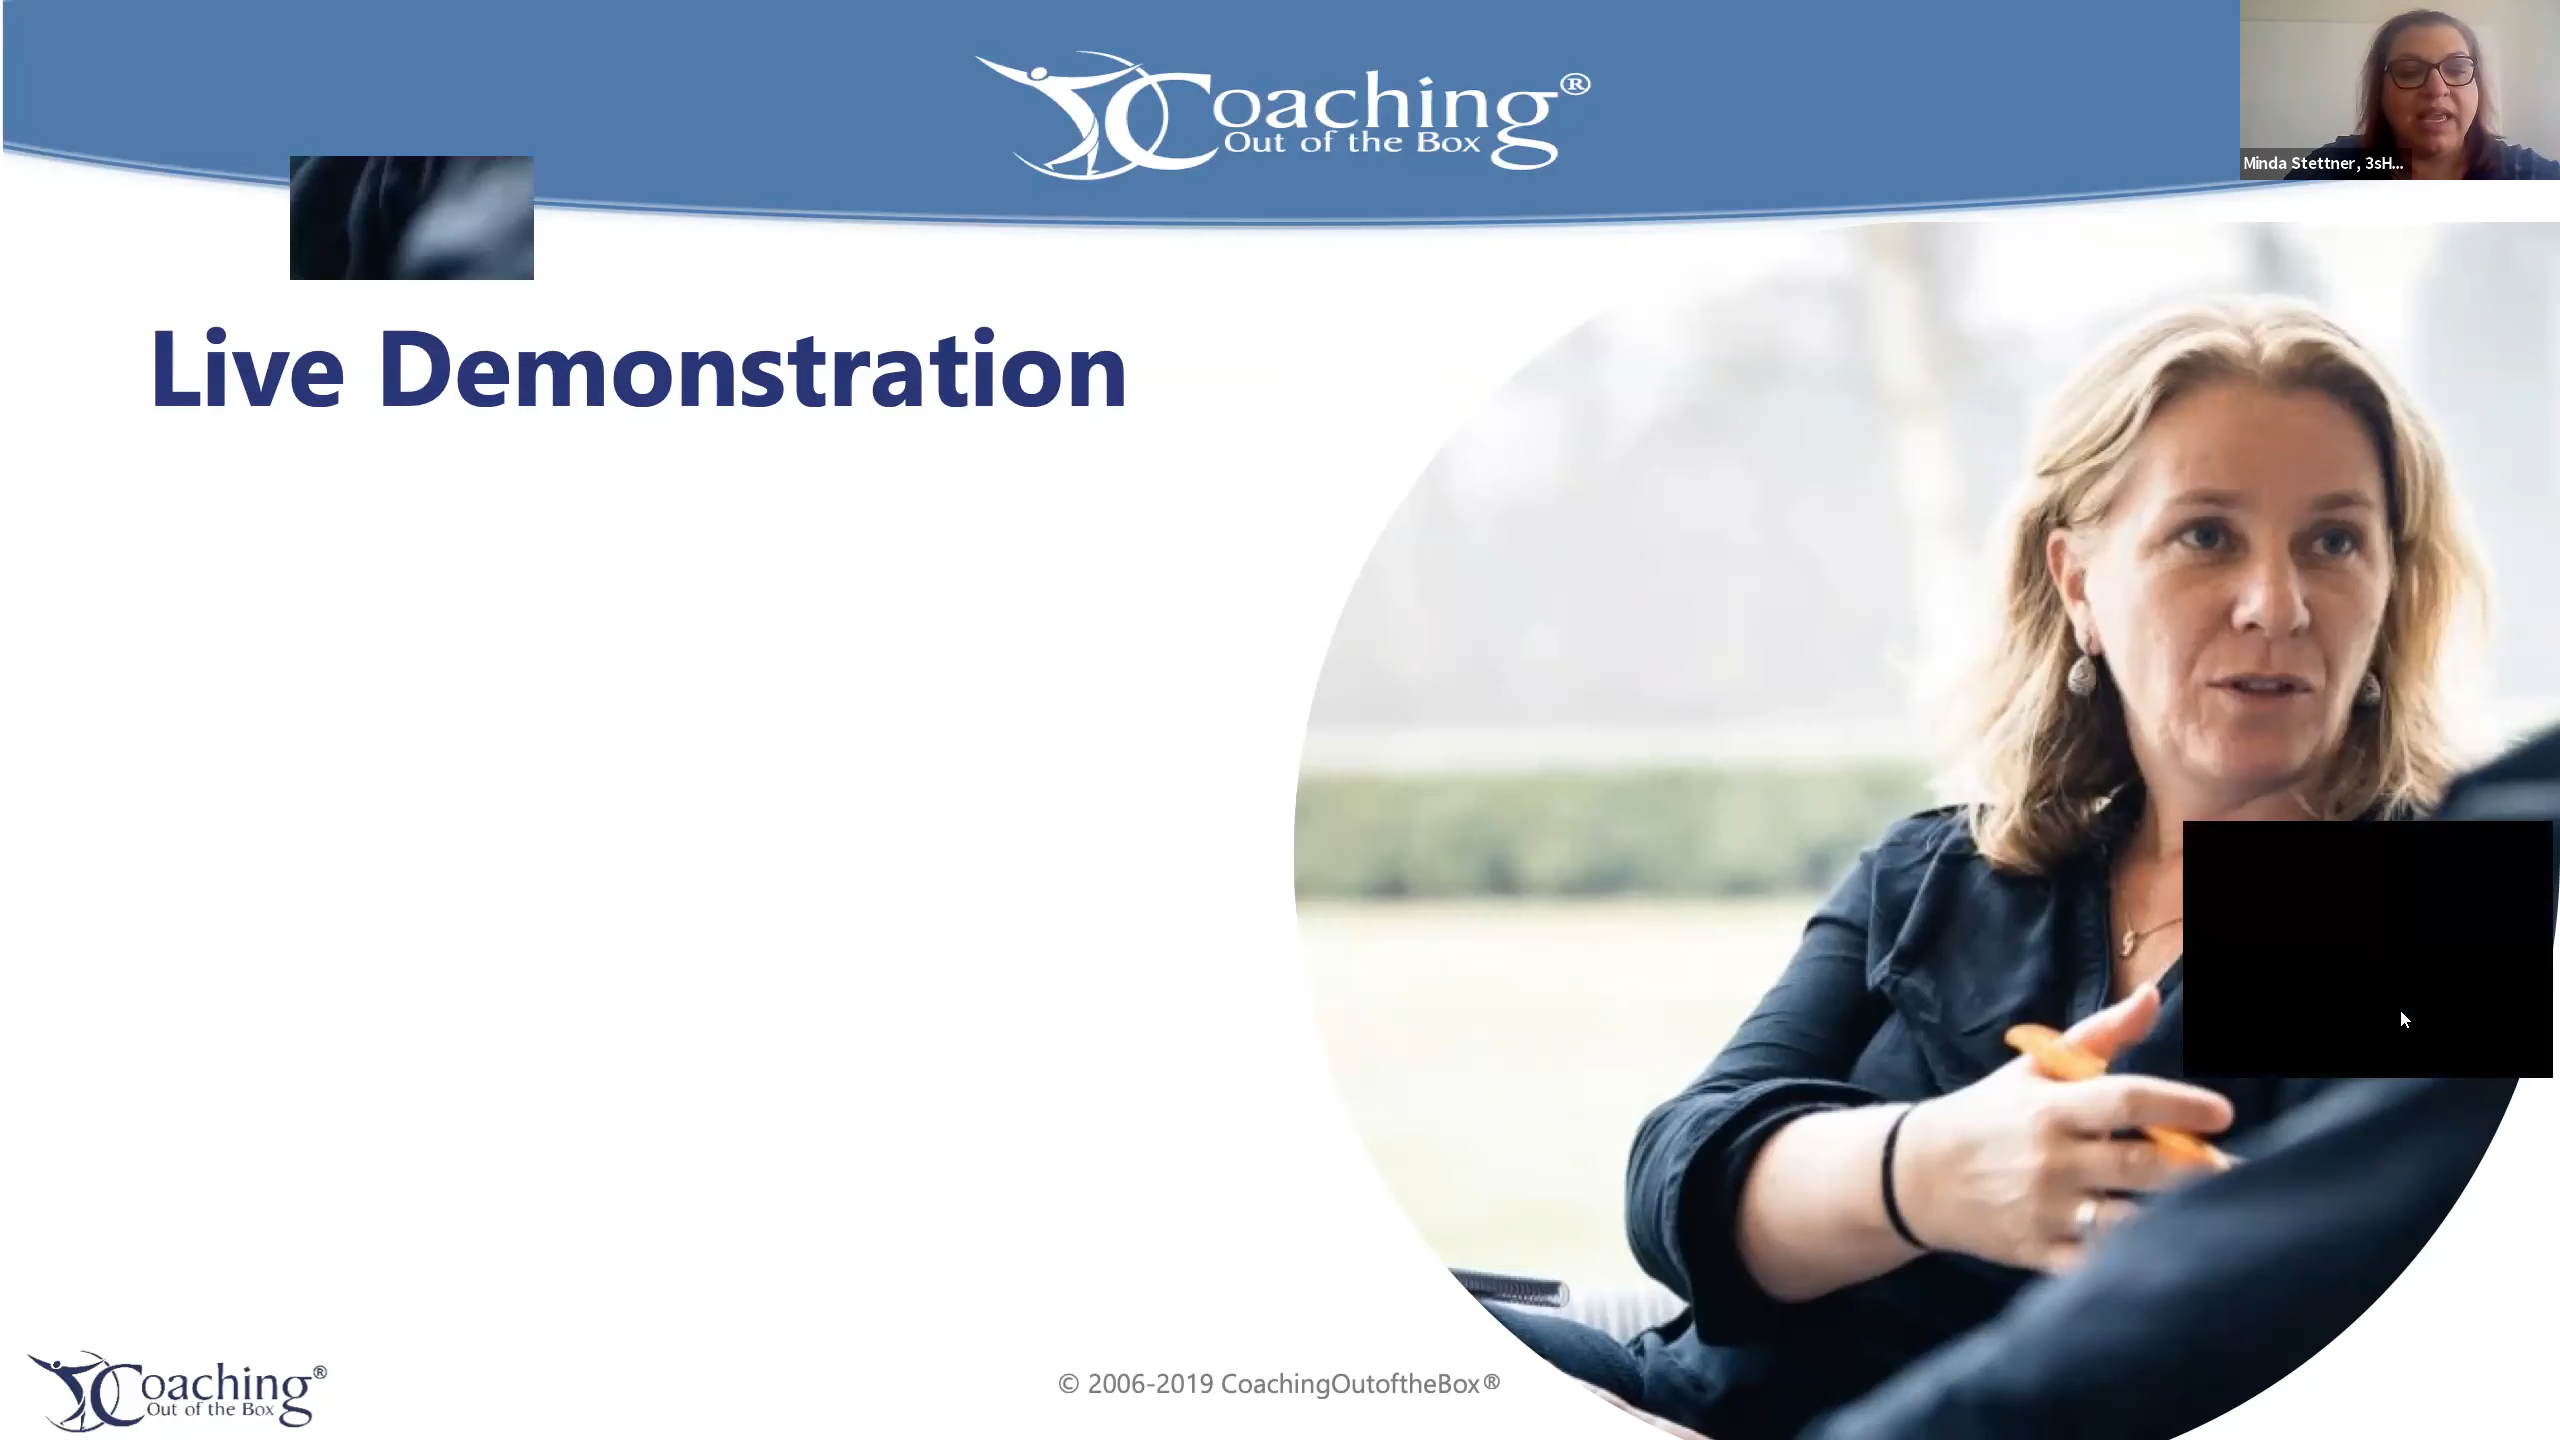 Coaching®
Out of the Box
Minda Stettner, 3sH...
Live Demonstration
Coaching®
Out of the Box
© 2006-2019 CoachingOutoftheBox®